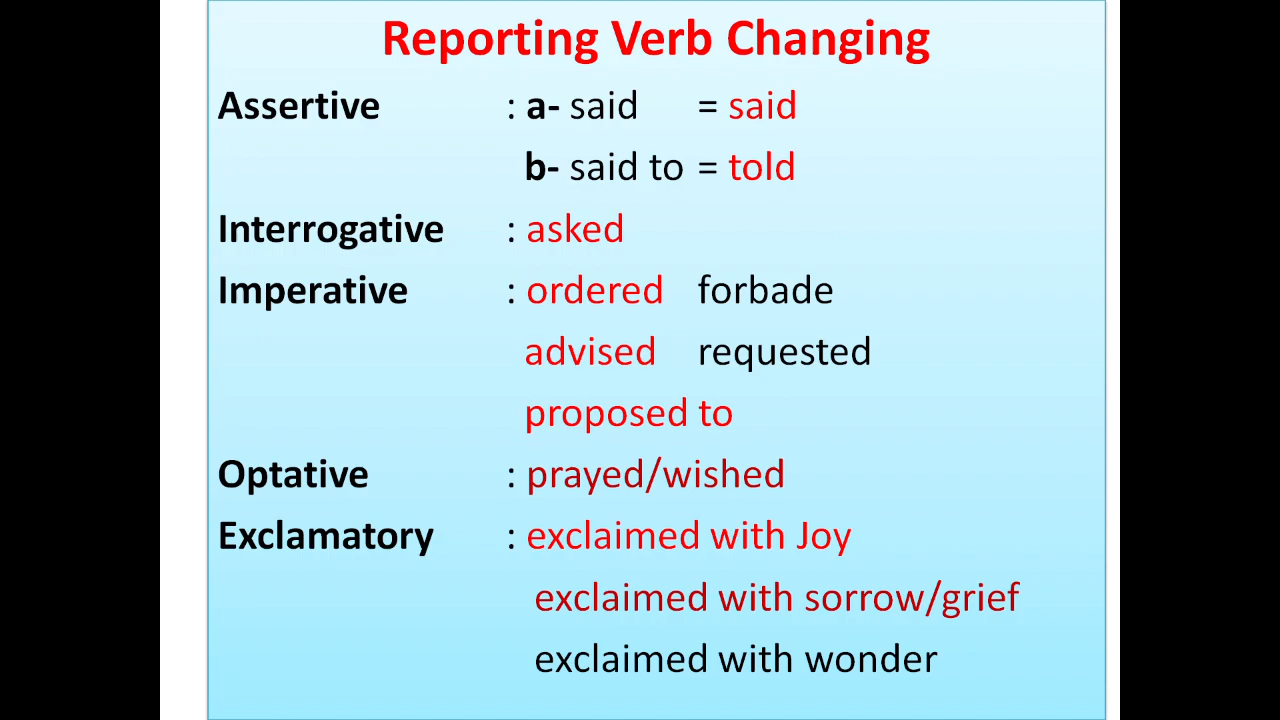 Reporting Verb Changing
Assertive : a- said = said
b- said to = told
Interrogative : asked
Imperative : ordered forbade
advised requested
proposed to
Optative : prayed/wished
Exclamatory : exclaimed with Joy
exclaimed with sorrow/grief
exclaimed with wonder